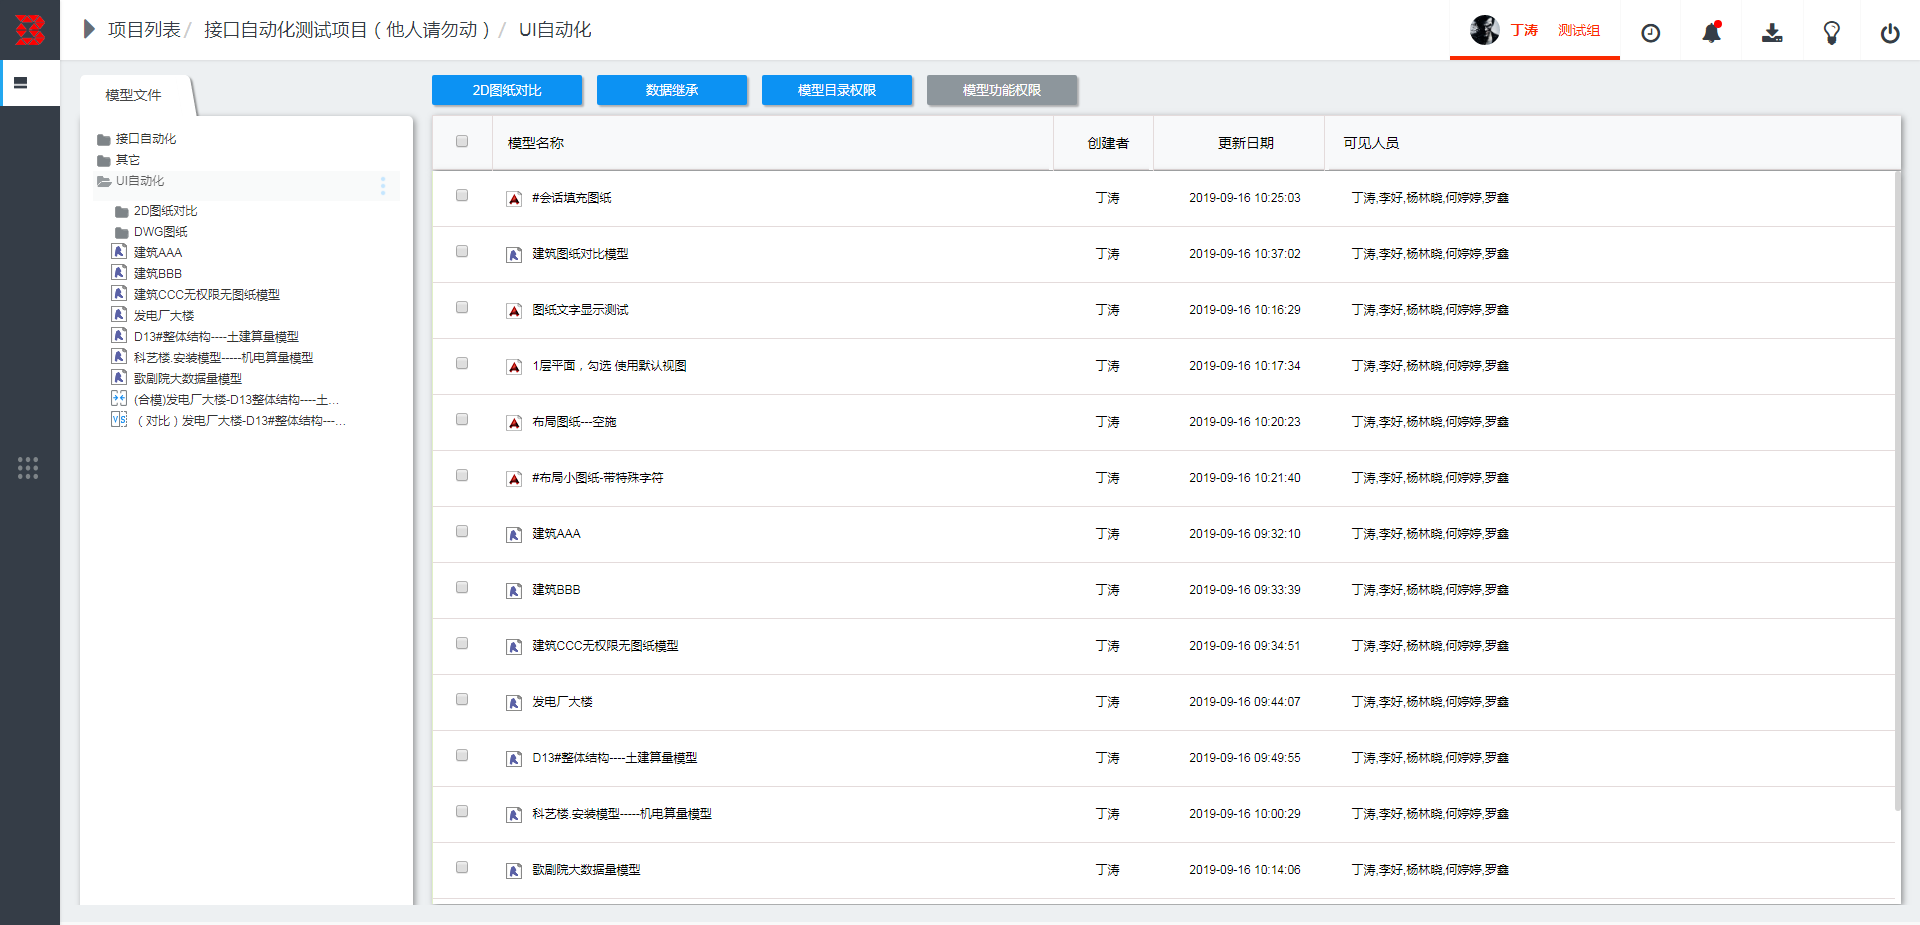 项目列表 / 接口自动化测试项目（他人请勿动） / UI自动化
丁涛 测试组
模型文件
接口自动化
其它
UI自动化
2D图纸对比
DWG图纸
建筑AAA
建筑BBB
建筑CCC无权限无图纸模型
发电厂大楼
D13#整体结构----土建算量模型
科艺楼.安装模型-----机电算量模型
歌剧院大数据量模型
(合模)发电厂大楼-D13整体结构----土...
（对比）发电厂大楼-D13#整体结构---...
2D图纸对比 数据继承 模型目录权限 模型功能权限
模型名称 创建者 更新日期 可见人员
#会话填充图纸 丁涛 2019-09-16 10:25:03 丁涛,李好,杨林晓,何婷婷,罗鑫
建筑图纸对比模型 丁涛 2019-09-16 10:37:02 丁涛,李好,杨林晓,何婷婷,罗鑫
图纸文字显示测试 丁涛 2019-09-16 10:16:29 丁涛,李好,杨林晓,何婷婷,罗鑫
1层平面，勾选 使用默认视图 丁涛 2019-09-16 10:17:34 丁涛,李好,杨林晓,何婷婷,罗鑫
布局图纸---空施 丁涛 2019-09-16 10:20:23 丁涛,李好,杨林晓,何婷婷,罗鑫
#布局小图纸-带特殊字符 丁涛 2019-09-16 10:21:40 丁涛,李好,杨林晓,何婷婷,罗鑫
建筑AAA 丁涛 2019-09-16 09:32:10 丁涛,李好,杨林晓,何婷婷,罗鑫
建筑BBB 丁涛 2019-09-16 09:33:39 丁涛,李好,杨林晓,何婷婷,罗鑫
建筑CCC无权限无图纸模型 丁涛 2019-09-16 09:34:51 丁涛,李好,杨林晓,何婷婷,罗鑫
发电厂大楼 丁涛 2019-09-16 09:44:07 丁涛,李好,杨林晓,何婷婷,罗鑫
D13#整体结构----土建算量模型 丁涛 2019-09-16 09:49:55 丁涛,李好,杨林晓,何婷婷,罗鑫
科艺楼.安装模型-----机电算量模型 丁涛 2019-09-16 10:00:29 丁涛,李好,杨林晓,何婷婷,罗鑫
歌剧院大数据量模型 丁涛 2019-09-16 10:14:06 丁涛,李好,杨林晓,何婷婷,罗鑫